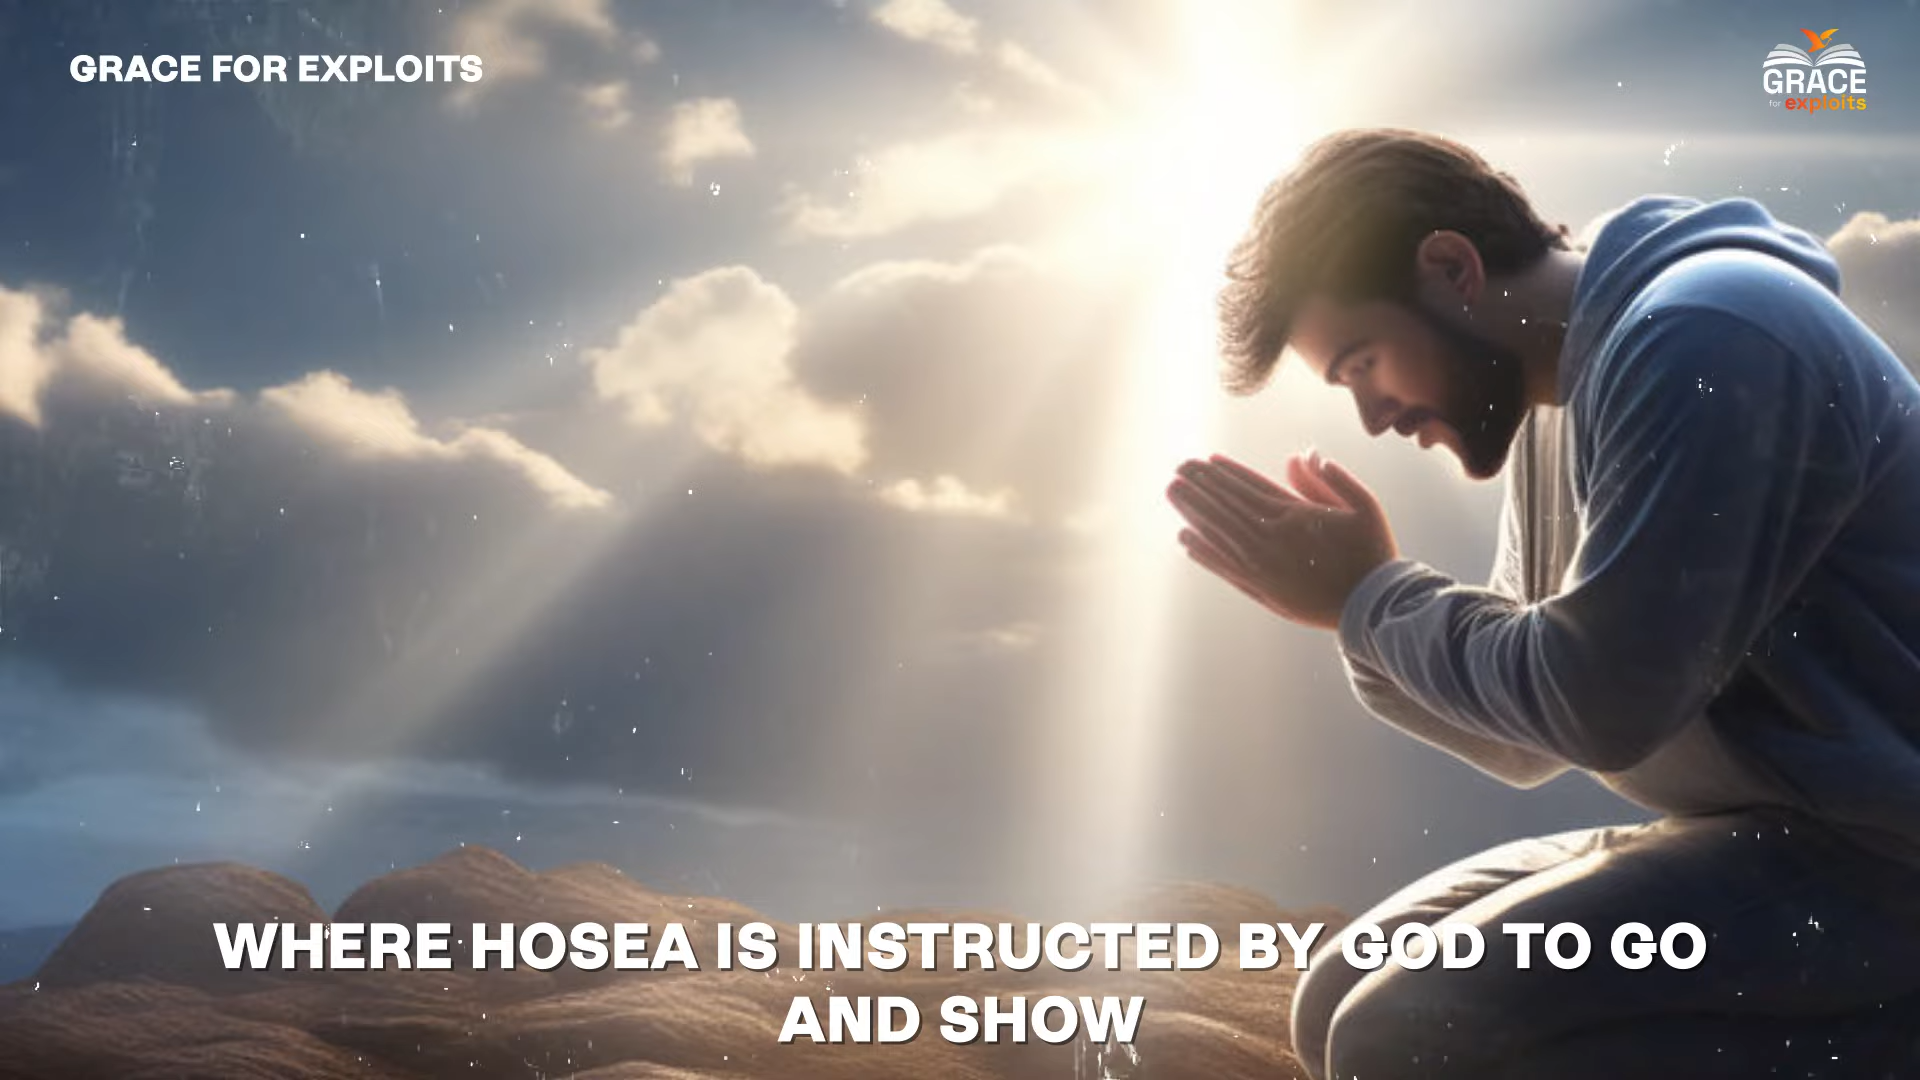 GRACE FOR EXPLOITS
GRACE
for exploits
WHERE HOSEA IS INSTRUCTED BY GOD TO GO
AND SHOW